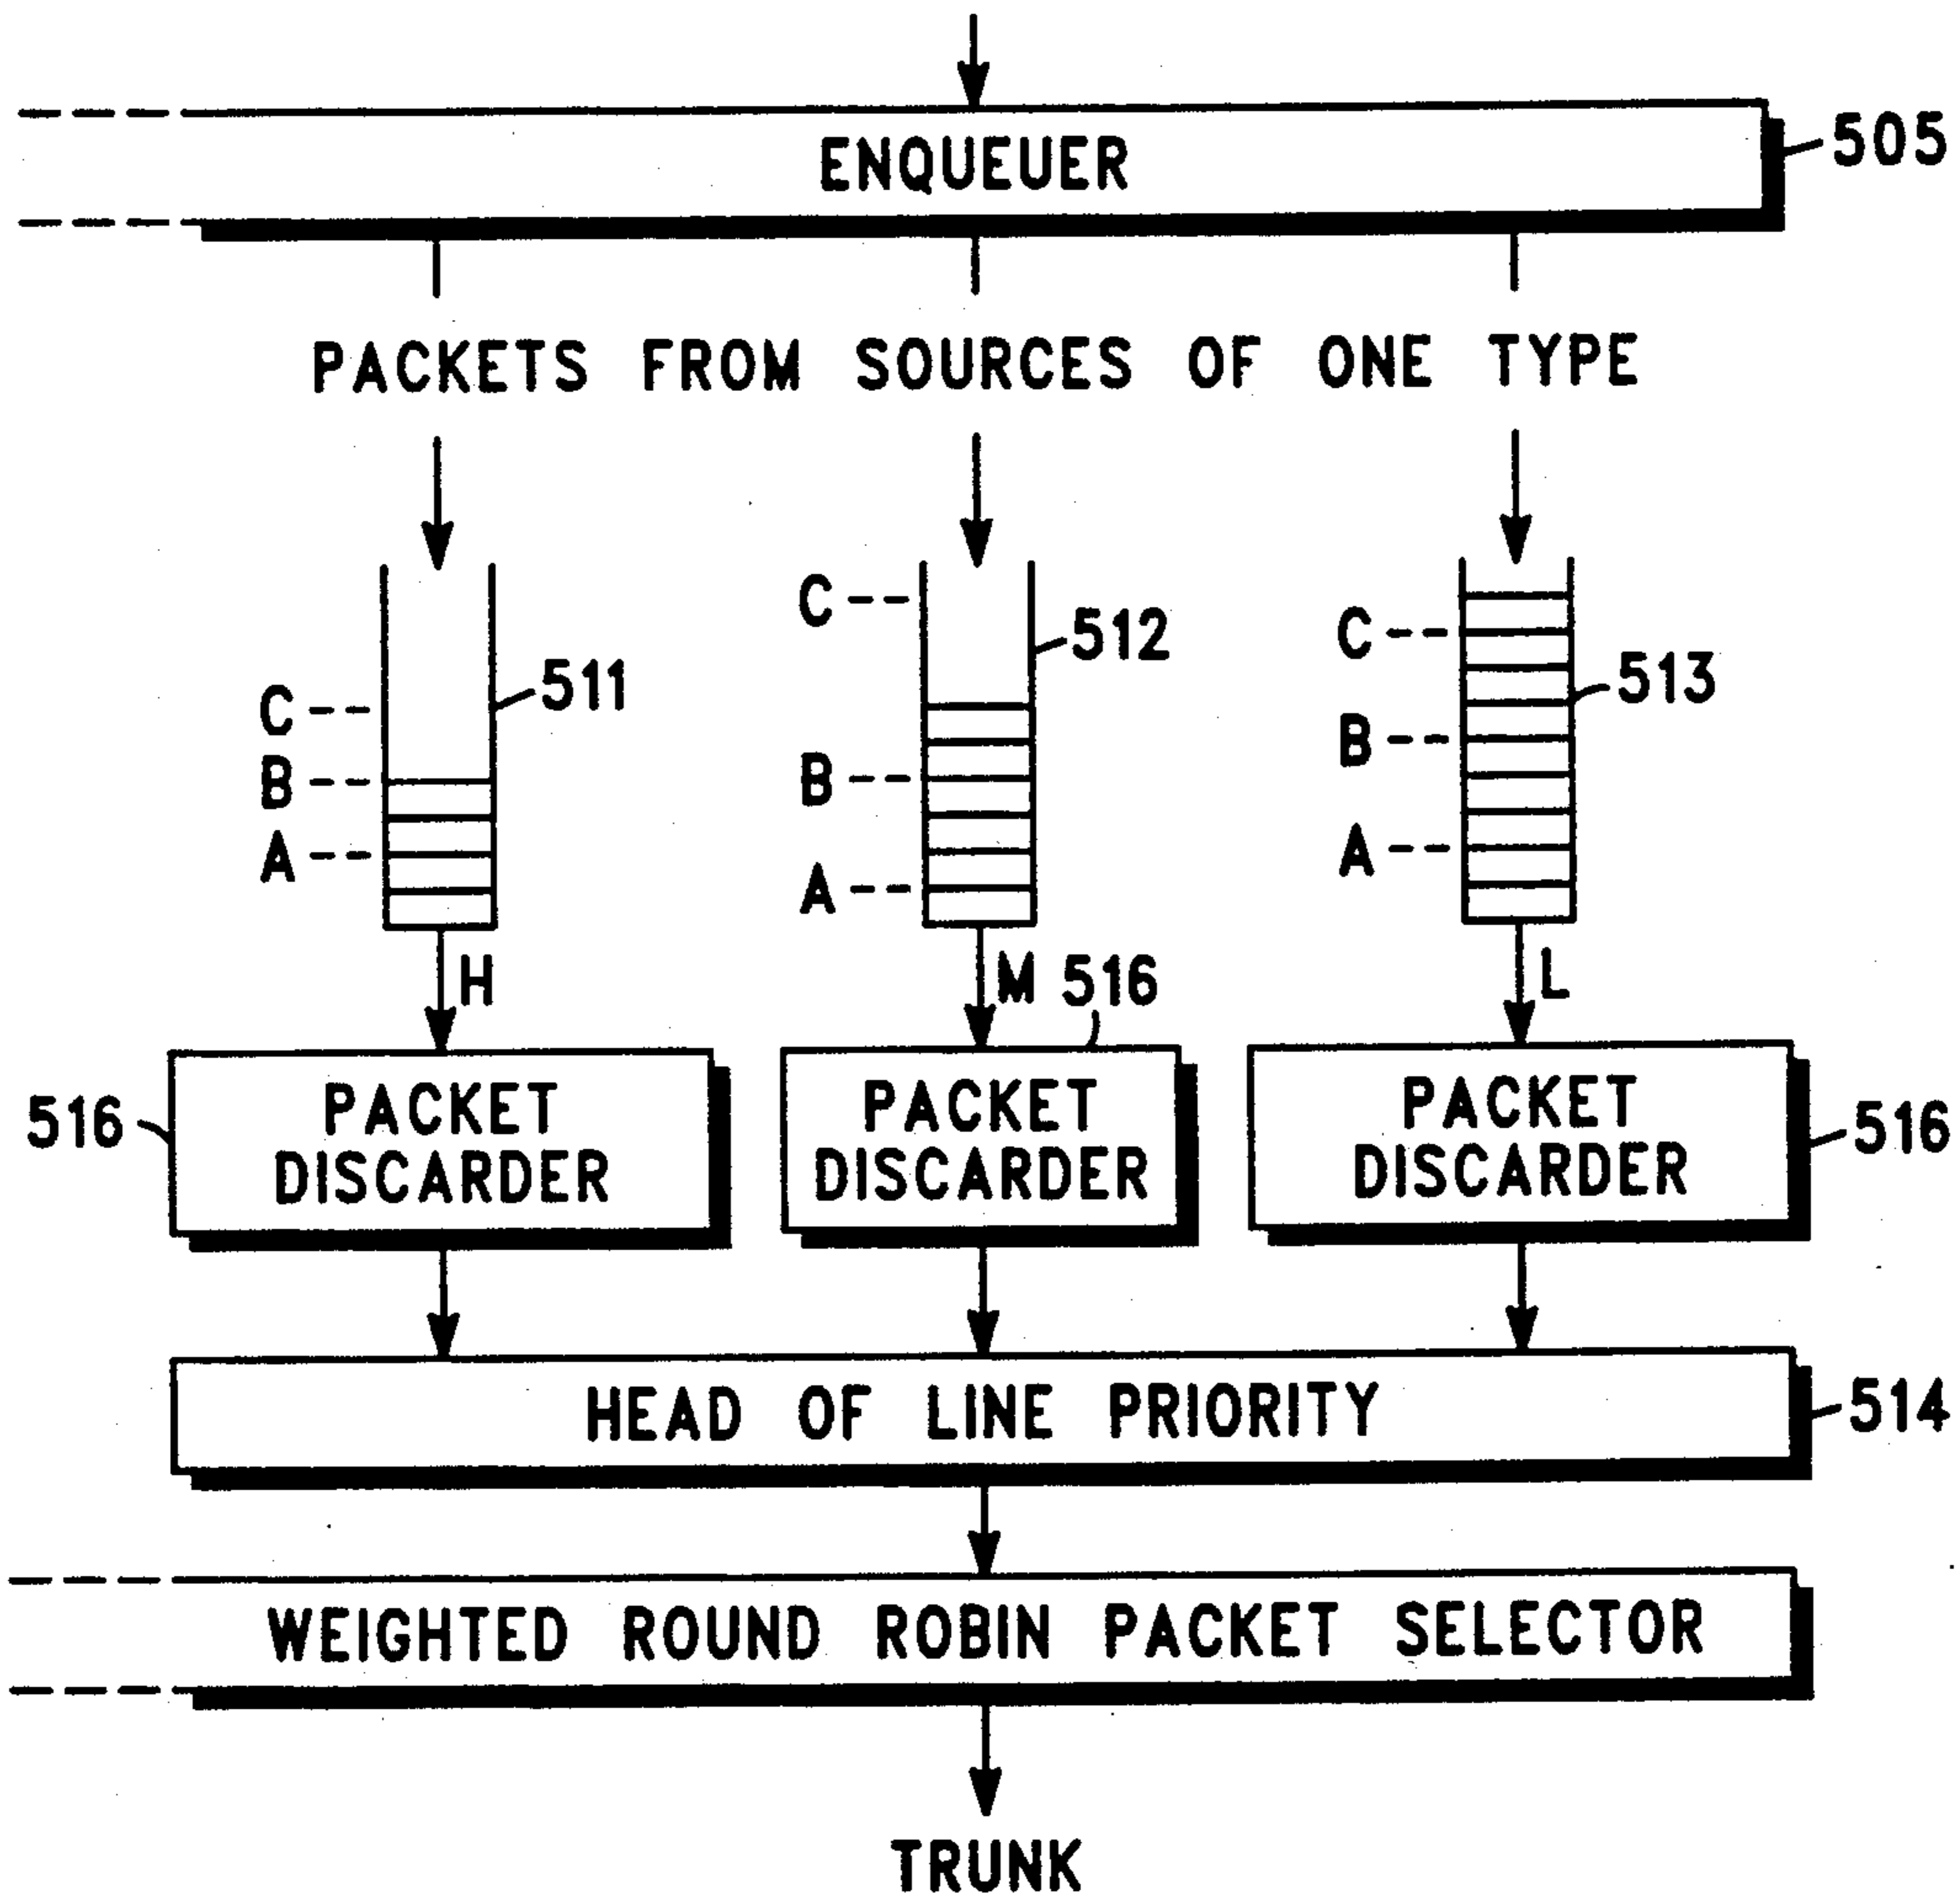 ENQUEUER
505
PACKETS FROM SOURCES OF ONE TYPE
C
B
A
511
H
C
B
A
512
M
C
B
A
513
L
516
PACKET
DISCARDER
516
PACKET
DISCARDER
PACKET
DISCARDER
516
HEAD OF LINE PRIORITY
514
WEIGHTED ROUND ROBIN PACKET SELECTOR
TRUNK